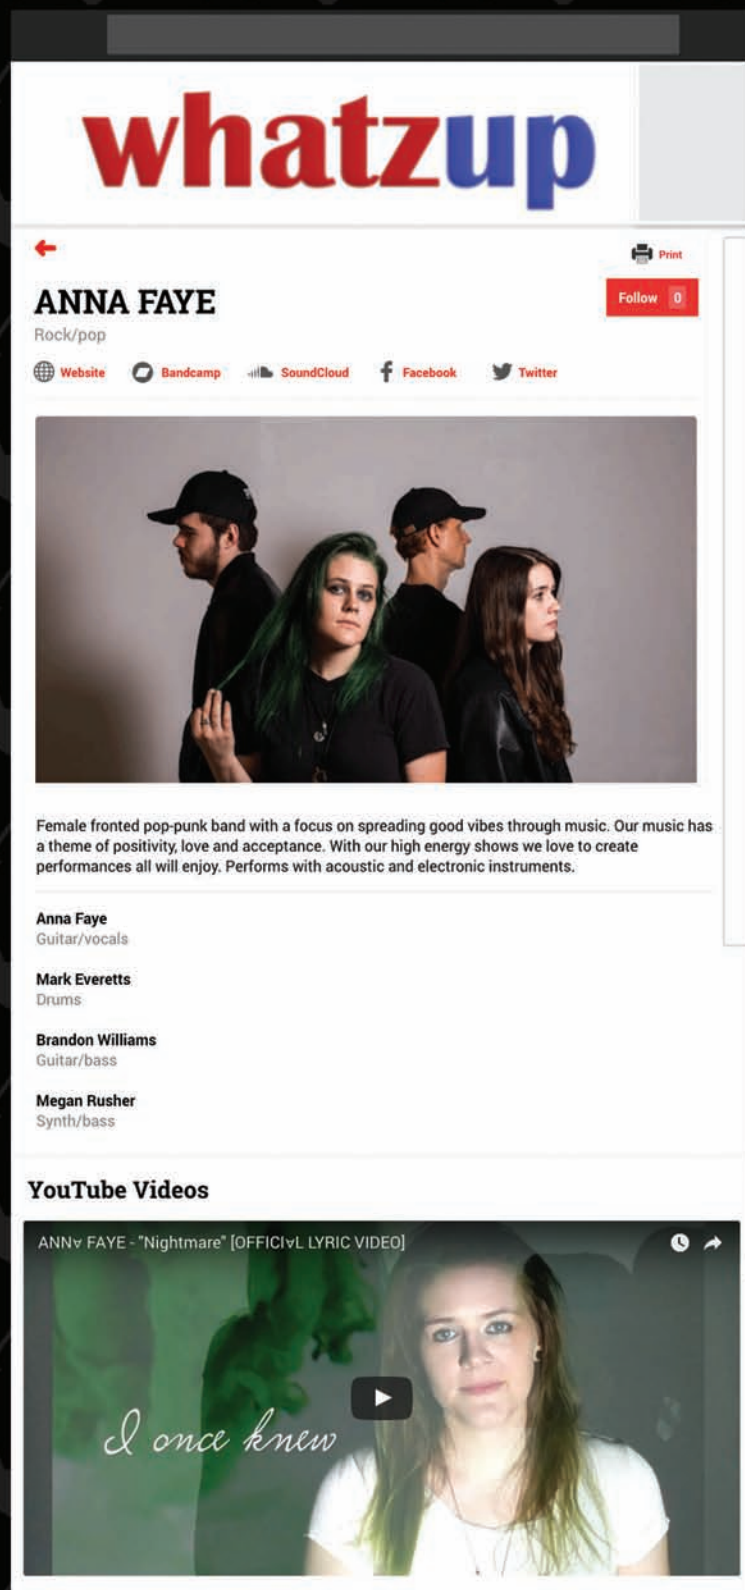 whatzup
Print
ANNA FAYE
Follow 0
Rock/pop
Website Bandcamp SoundCloud Facebook Twitter
Female fronted pop-punk band with a focus on spreading good vibes through music. Our music has
a theme of positivity, love and acceptance. With our high energy shows we love to create
performances all will enjoy. Performs with acoustic and electronic instruments.
Anna Faye
Guitar/vocals
Mark Everetts
Drums
Brandon Williams
Guitar/bass
Megan Rusher
Synth/bass
YouTube Videos
ANN∀ FAYE - "Nightmare" [OFFICI∀L LYRIC VIDEO]
I once knew